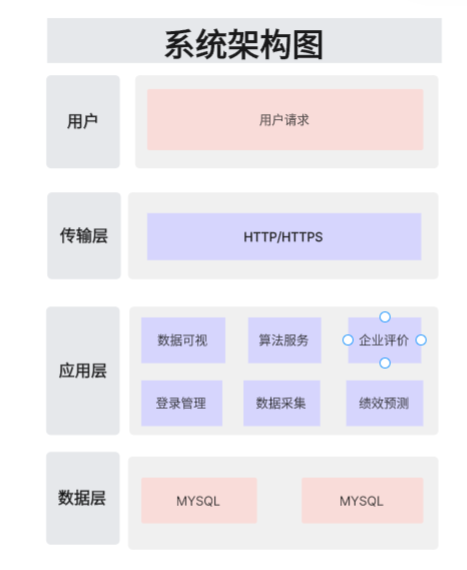 系统架构图
用户
用户请求
传输层
HTTP/HTTPS
应用层
数据可视
算法服务
企业评价
登录管理
数据采集
绩效预测
数据层
MYSQL
MYSQL